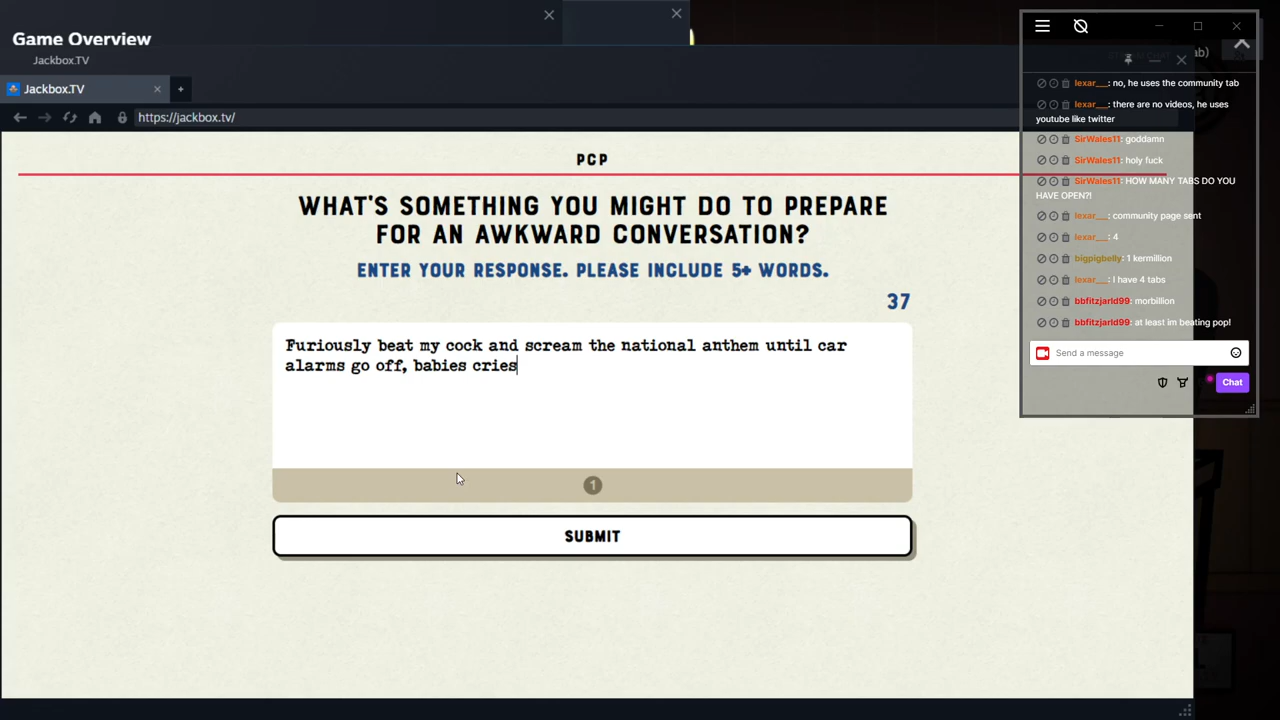 Game Overview
Jackbox.TV
Jackbox.TV
https://jackbox.tv/
PCP
WHAT'S SOMETHING YOU MIGHT DO TO PREPARE
FOR AN AWKWARD CONVERSATION?
ENTER YOUR RESPONSE. PLEASE INCLUDE 5+ WORDS.
37
Furiously beat my cock and scream the national anthem until car
alarms go off, babies cries
1
SUBMIT
lexar__: no, he uses the community tab
lexar__: there are no videos, he uses
youtube like twitter
SirWales11: goddamn
SirWales11: holy fuck
SirWales11: HOW MANY TABS DO YOU
HAVE OPEN?!
lexar__: community page sent
lexar__: 4
bigpigbelly: 1 kermillion
lexar__: I have 4 tabs
bbfitzjarld99: morbillion
bbfitzjarld99: at least im beating pop!
Send a message
Chat